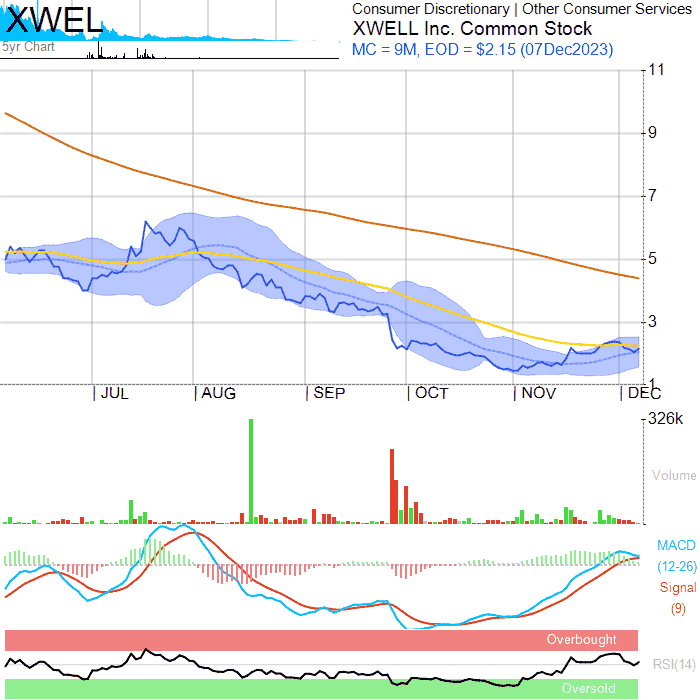 XWEL
5yr Chart
Consumer Discretionary | Other Consumer Services
XWELL Inc. Common Stock
MC = 9M, EOD = $2.15 (07Dec2023)
11
9
7
5
3
1
JUL AUG SEP OCT NOV DEC
326k
Volume
MACD
(12-26)
Signal
(9)
Overbought
RSI(14)
Oversold